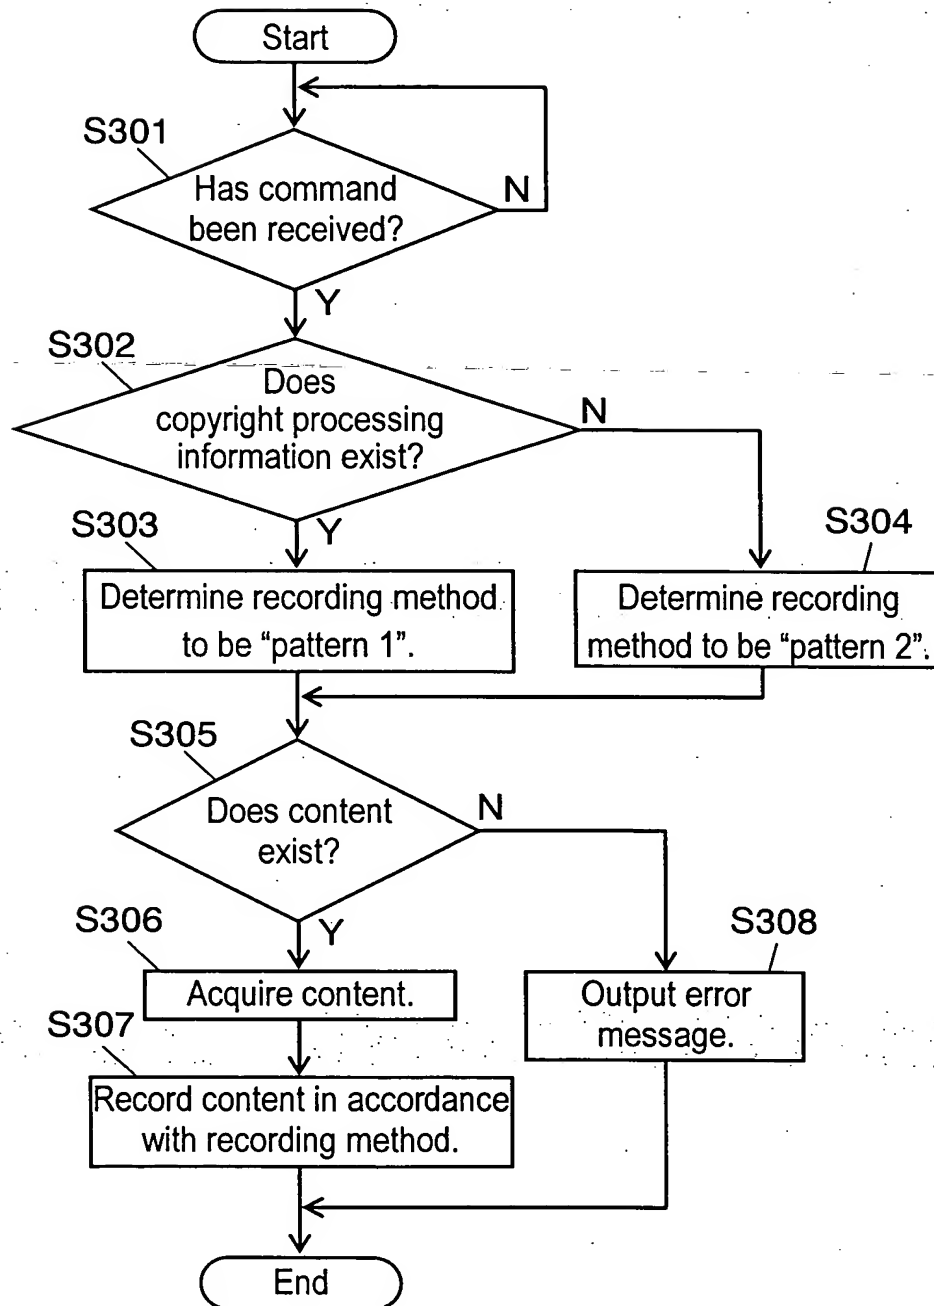 Start
S301
Has command
been received?
N
Y
S302
Does
copyright processing
information exist?
N
Y
S303
Determine recording method
to be “pattern 1”.
S304
Determine recording
method to be “pattern 2”.
S305
Does content
exist?
N
Y
S306
Acquire content.
S308
Output error
message.
S307
Record content in accordance
with recording method.
End